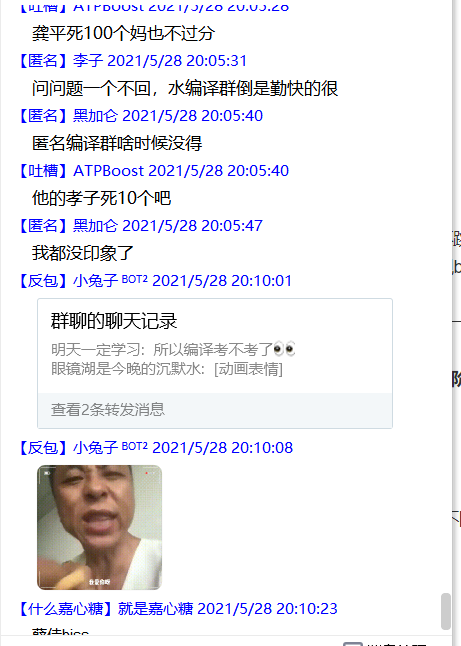 【吐槽】ATPBoost 2021/5/28 20:05:28
龚平死100个妈也不过分
【匿名】李子 2021/5/28 20:05:31
问问题一个不回，水编译群倒是勤快的很
【匿名】黑加仑 2021/5/28 20:05:40
匿名编译群啥时候没得
【吐槽】ATPBoost 2021/5/28 20:05:40
他的孝子死10个吧
【匿名】黑加仑 2021/5/28 20:05:47
我都没印象了
【反包】小兔子 BOT2 2021/5/28 20:10:01
群聊的聊天记录
明天一定学习：所以编译考不考了👀
眼镜湖是今晚的沉默水：[动画表情]
查看2条转发消息
【反包】小兔子 BOT2 2021/5/28 20:10:08
【什么嘉心糖】就是嘉心糖 2021/5/28 20:10:23